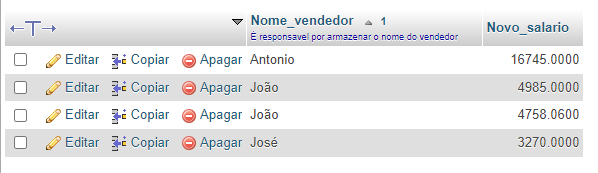 Nome_vendedor 1 Novo_salario
É responsavel por armazenar o nome do vendedor
Editar Copiar Apagar Antonio 16745.0000
Editar Copiar Apagar João 4985.0000
Editar Copiar Apagar João 4758.0600
Editar Copiar Apagar José 3270.0000